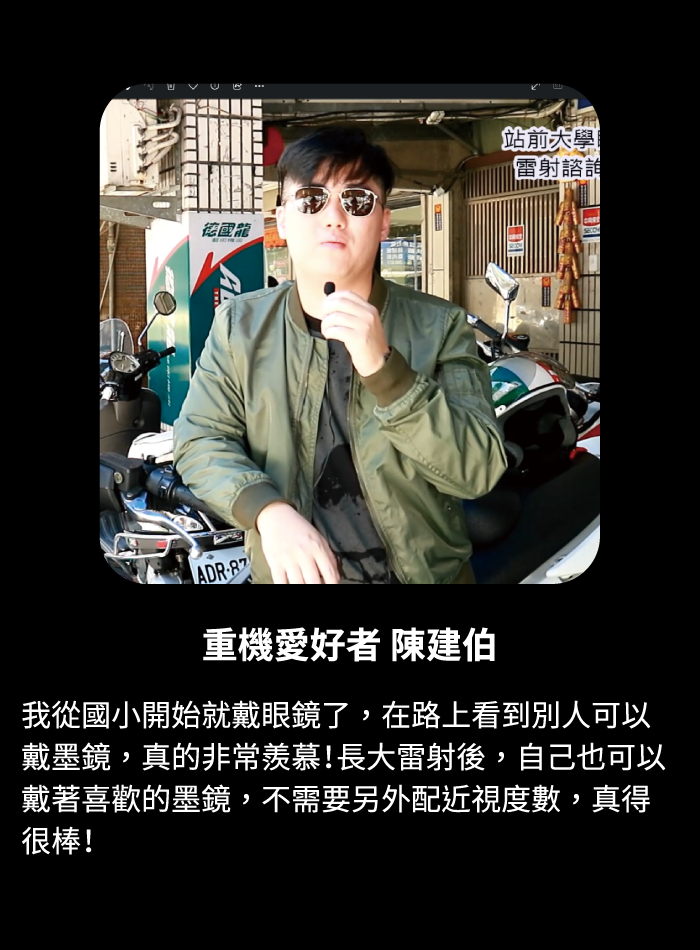 站前大學
雷射諮詢
德國龍
藝術機車
ADR·87
重機愛好者 陳建伯
我從國小開始就戴眼鏡了，在路上看到別人可以
戴墨鏡，真的非常羨慕！長大雷射後，自己也可以
戴著喜歡的墨鏡，不需要另外配近視度數，真得
很棒！